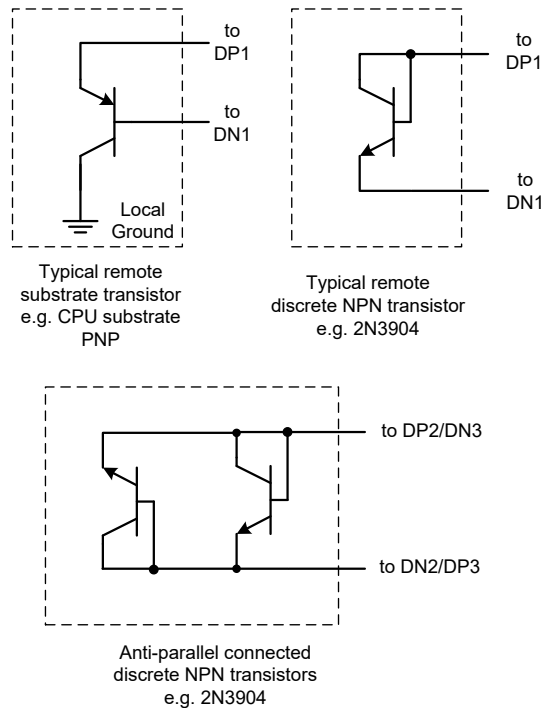 to
DP1
to
DN1
Local
Ground
Typical remote
substrate transistor
e.g. CPU substrate
PNP
to
DP1
to
DN1
Typical remote
discrete NPN transistor
e.g. 2N3904
to DP2/DN3
to DN2/DP3
Anti-parallel connected
discrete NPN transistors
e.g. 2N3904